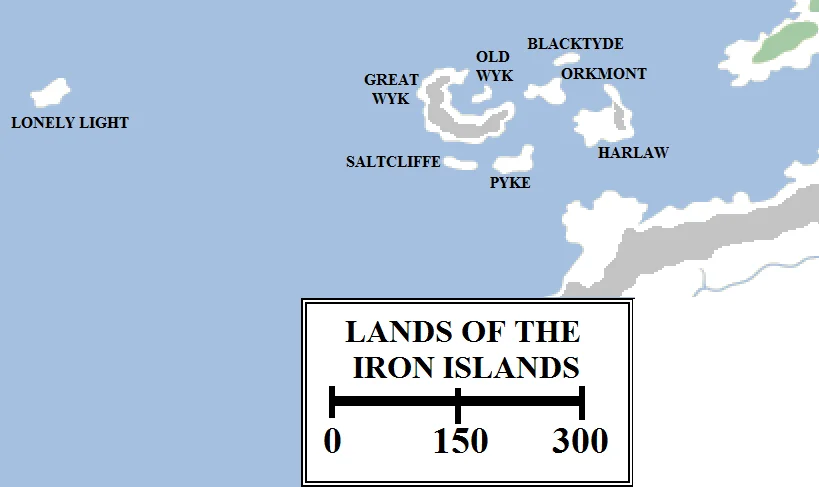 BLACKTYDE
OLD
WYK
ORKMONT
GREAT
WYK
LONELY LIGHT
HARLAW
SALTCLIFFE
PYKE
LANDS OF THE
IRON ISLANDS
0 150 300